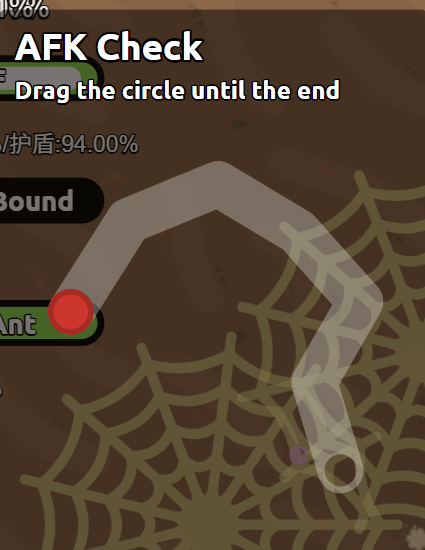 AFK Check
Drag the circle until the end
/护盾:94.00%
Bound
Ant